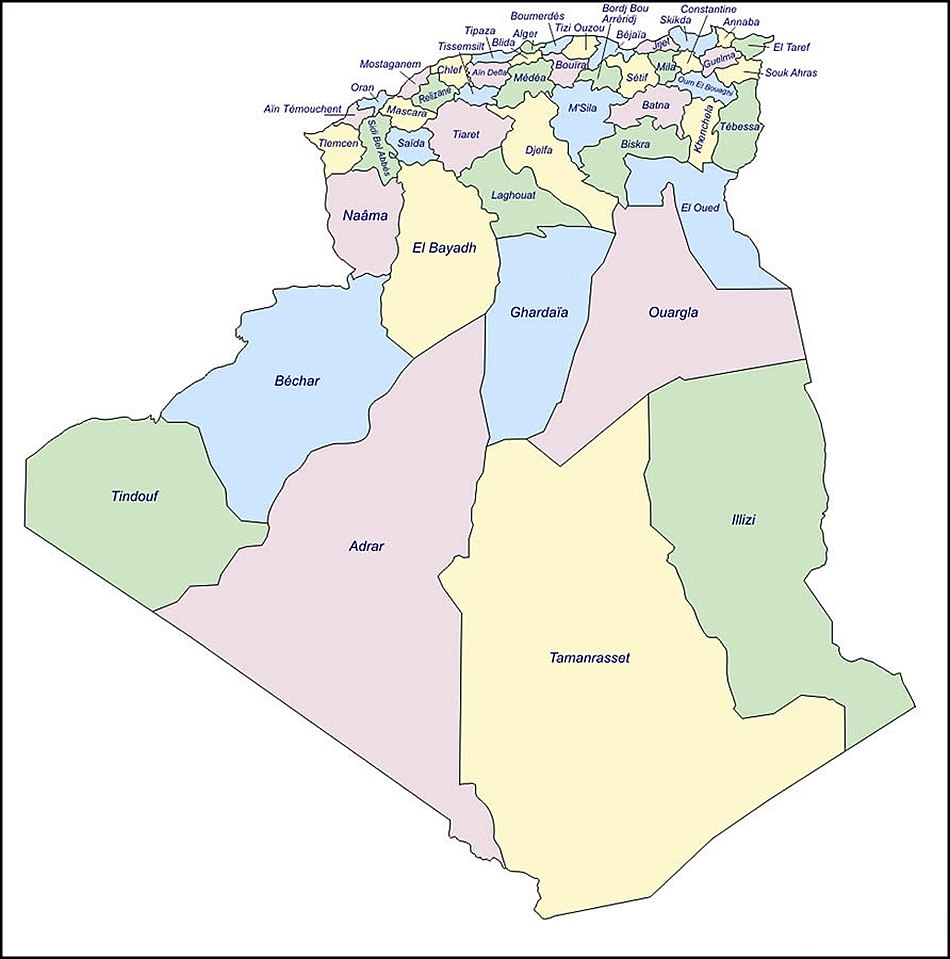 Bordj Bou
Arréridj
Constantine
Boumerdès
Skikda
Annaba
Tizi Ouzou
Tipaza
Alger
Béjaïa
Blida
Jijel
El Taref
Tissemsilt
Guelma
Mostaganem
Chlef
Aïn Defla
Bouira
Mila
Souk Ahras
Médéa
Sétif
Oum El Bouaghi
Oran
Relizane
Aïn Témouchent
Mascara
M'Sila
Batna
Khenchela
Tébessa
Tlemcen
Sidi Bel Abbès
Saïda
Tiaret
Djelfa
Biskra
Laghouat
El Oued
Naâma
El Bayadh
Ghardaïa
Ouargla
Béchar
Tindouf
Illizi
Adrar
Tamanrasset